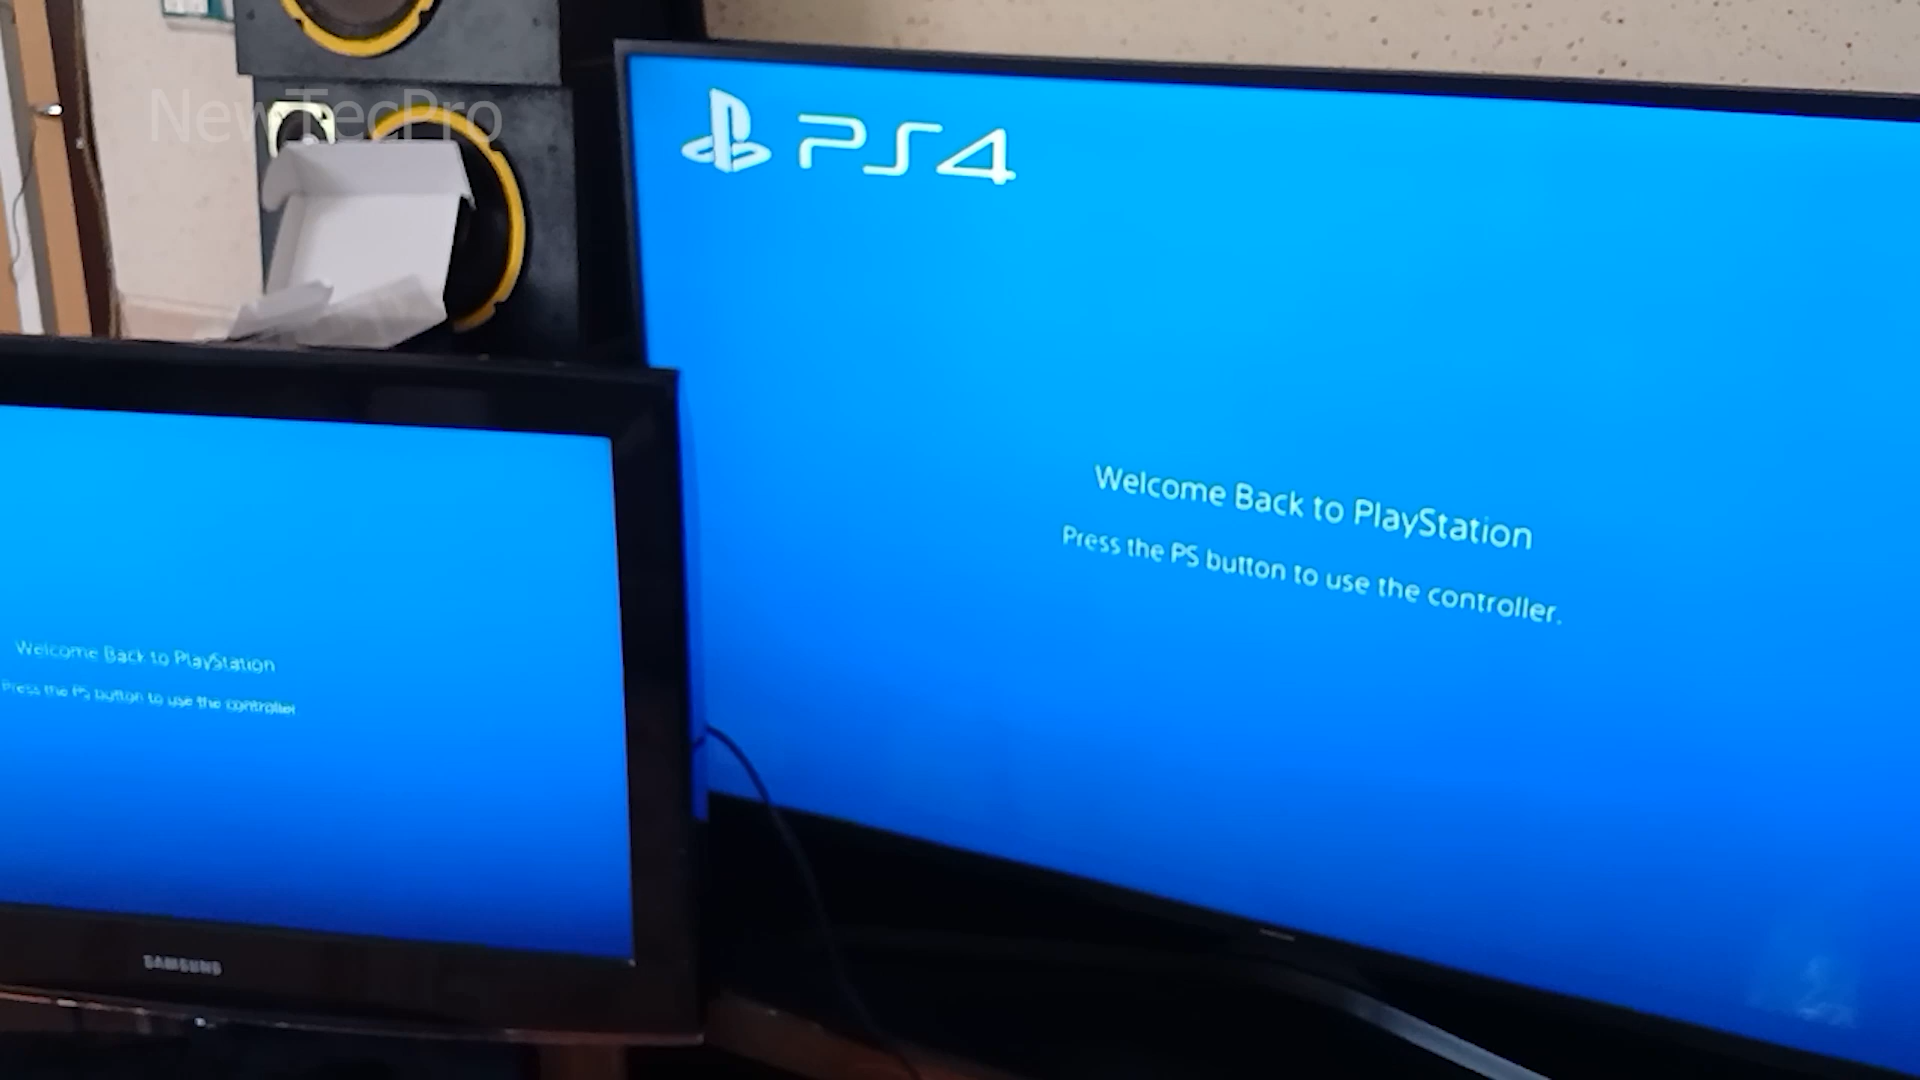 NewTecPro
PS4
Welcome Back to PlayStation
Press the PS button to use the controller.
Welcome Back to PlayStation
Press the PS button to use the controller.
SAMSUNG